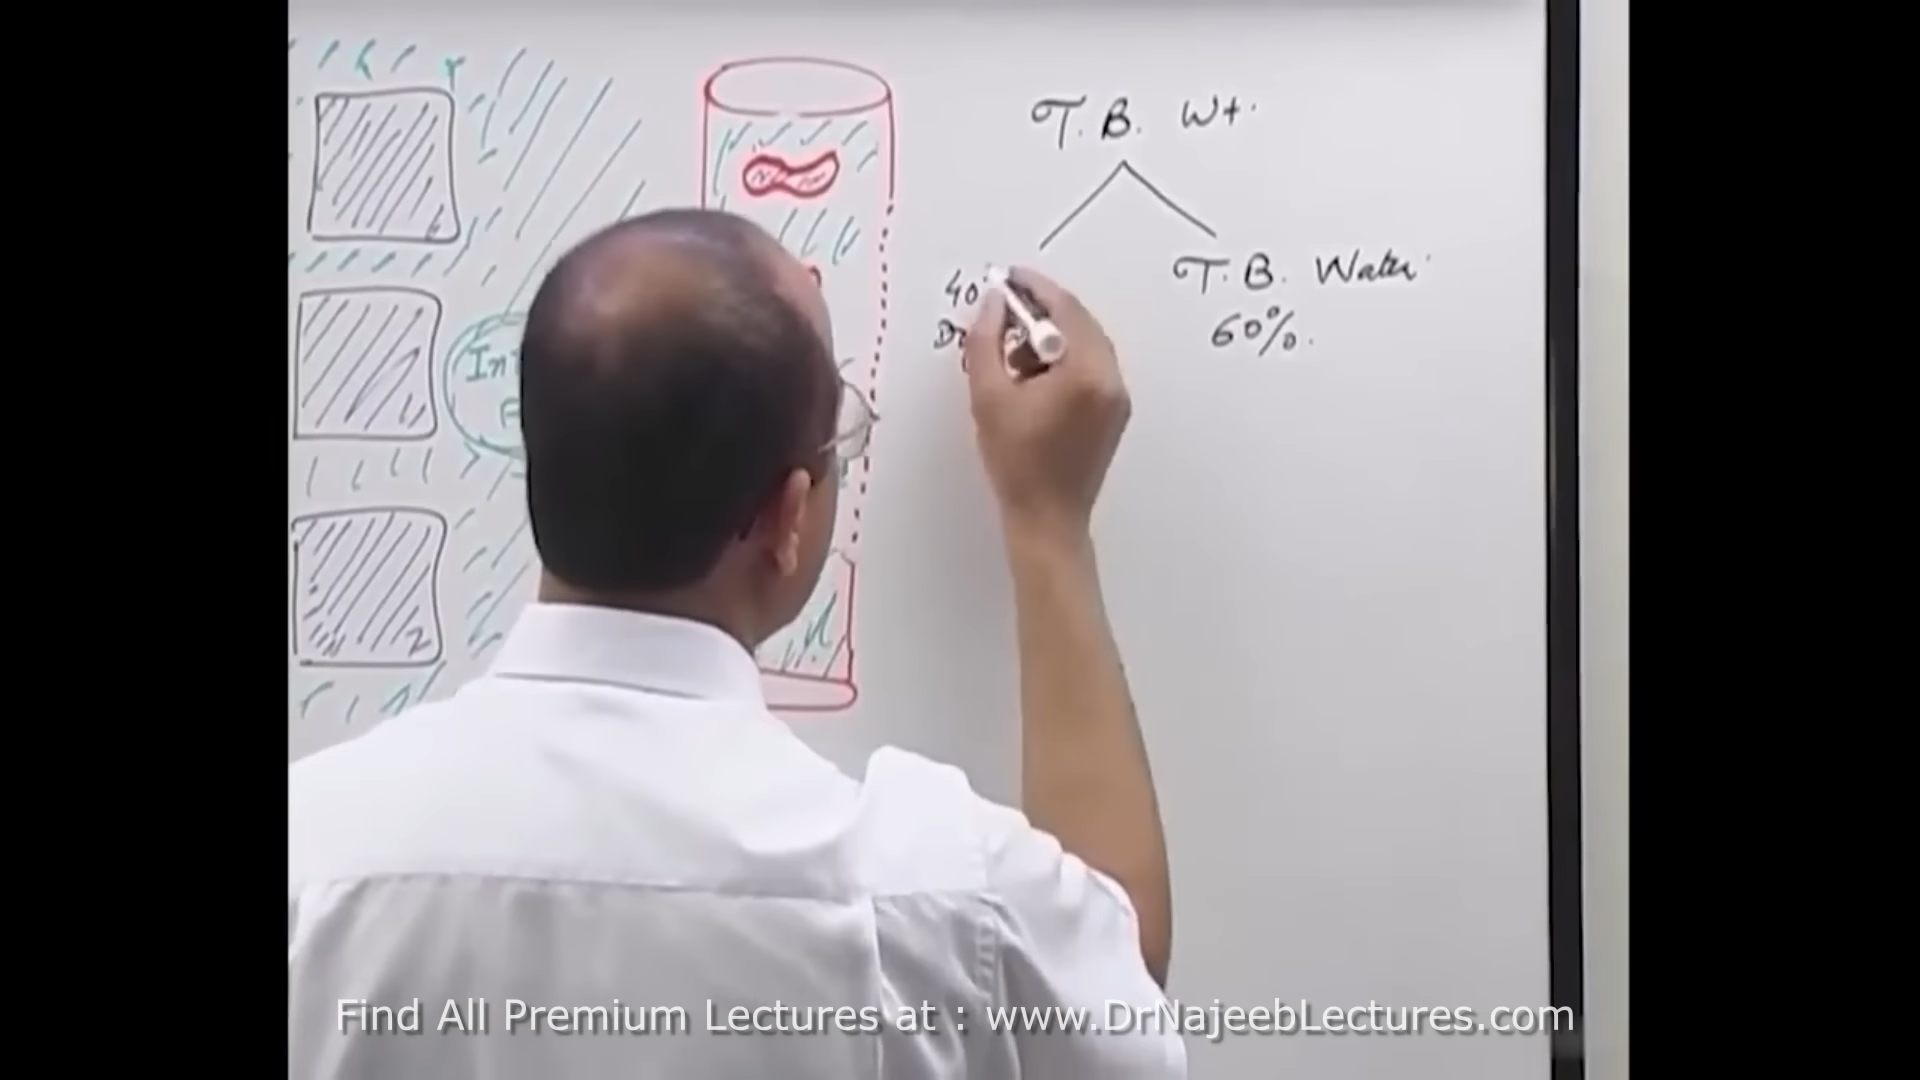 T. B. Wt.
T. B. Water
40
60%.
Find All Premium Lectures at : www.DrNajeebLectures.com